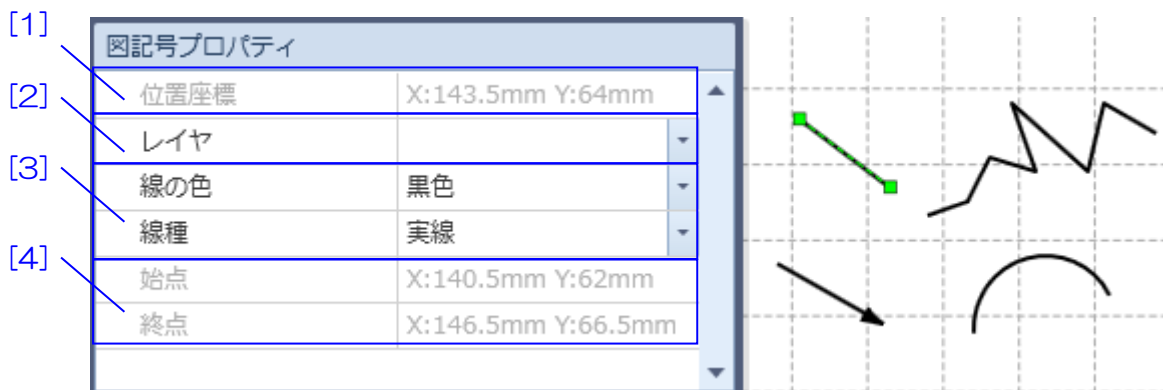 図記号プロパティ
[1] 位置座標 X:143.5mm Y:64mm
[2] レイヤ
[3] 線の色 黒色
線種 実線
[4] 始点 X:140.5mm Y:62mm
終点 X:146.5mm Y:66.5mm